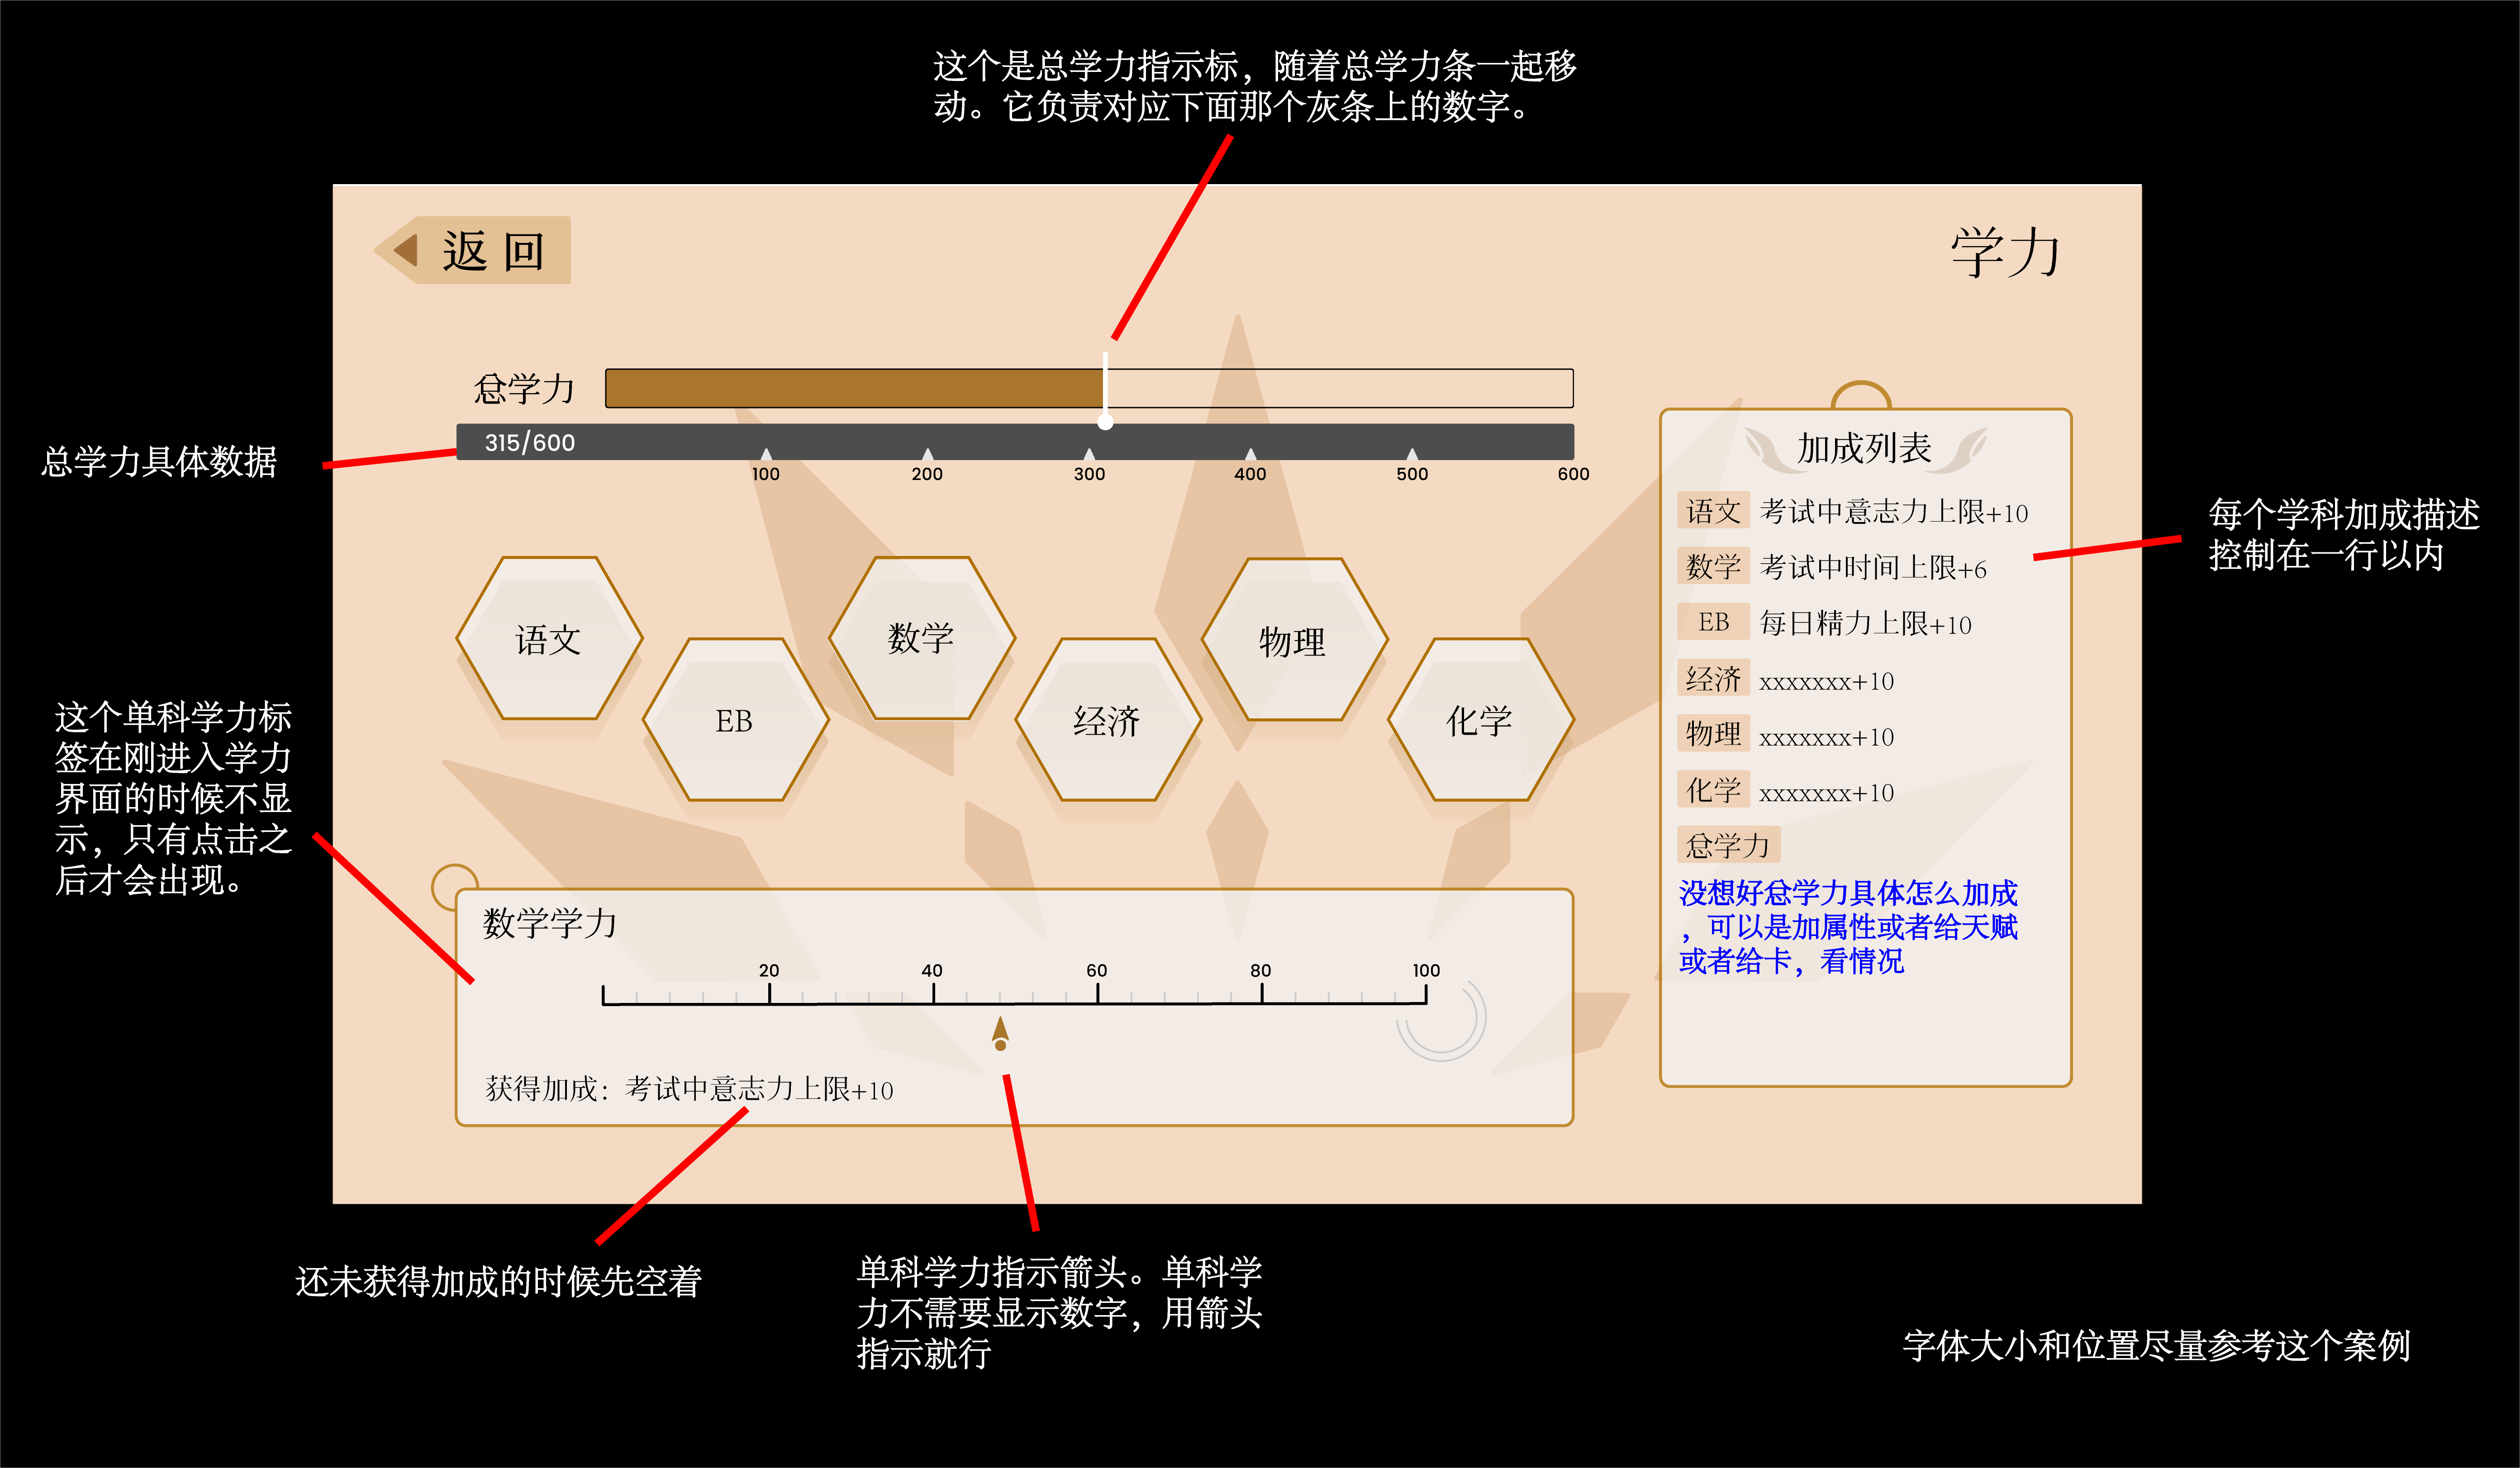 这个是总学力指示标，随着总学力条一起移
动。它负责对应下面那个灰条上的数字。
返 回
学力
总学力
315/600
100
200
300
400
500
600
总学力具体数据
语文
数学
物理
EB
经济
化学
加成列表
语文 考试中意志力上限+10
数学 考试中时间上限+6
EB 每日精力上限+10
经济 xxxxxxx+10
物理 xxxxxxx+10
化学 xxxxxxx+10
总学力
没想好总学力具体怎么加成
，可以是加属性或者给天赋
或者给卡，看情况
每个学科加成描述
控制在一行以内
这个单科学力标
签在刚进入学力
界面的时候不显
示，只有点击之
后才会出现。
数学学力
20
40
60
80
100
获得加成：考试中意志力上限+10
还未获得加成的时候先空着
单科学力指示箭头。单科学
力不需要显示数字，用箭头
指示就行
字体大小和位置尽量参考这个案例